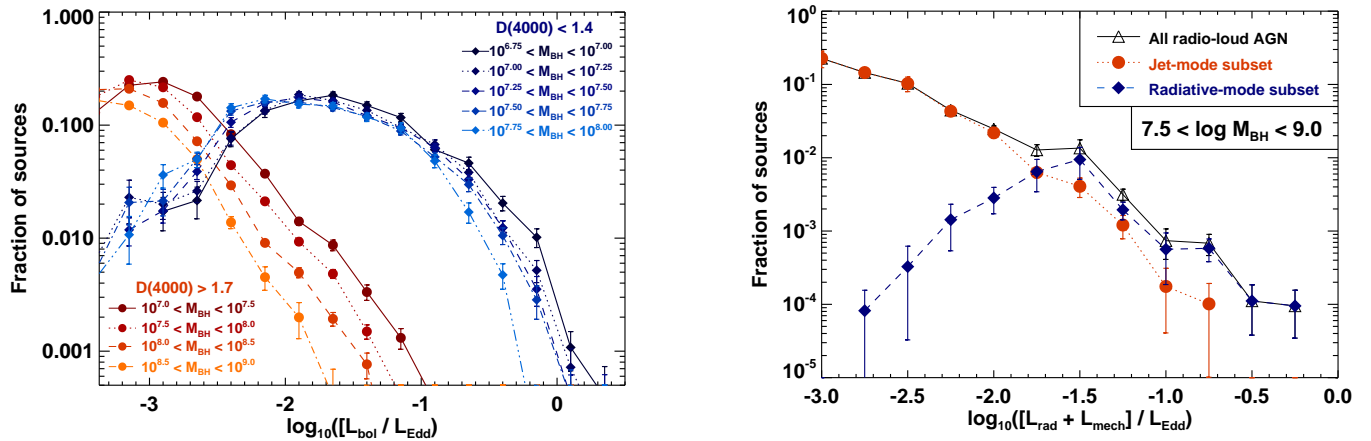 1.000
0.100
0.010
0.001
Fraction of sources
D(4000) < 1.4
10^6.75 < M_BH < 10^7.00
10^7.00 < M_BH < 10^7.25
10^7.25 < M_BH < 10^7.50
10^7.50 < M_BH < 10^7.75
10^7.75 < M_BH < 10^8.00
D(4000) > 1.7
10^7.0 < M_BH < 10^7.5
10^7.5 < M_BH < 10^8.0
10^8.0 < M_BH < 10^8.5
10^8.5 < M_BH < 10^9.0
-3 -2 -1 0
log_10([L_bol / L_Edd)
10^0
10^-1
10^-2
10^-3
10^-4
10^-5
Fraction of sources
All radio-loud AGN
Jet-mode subset
Radiative-mode subset
7.5 < log M_BH < 9.0
-3.0 -2.5 -2.0 -1.5 -1.0 -0.5 0.0
log_10([L_rad + L_mech] / L_Edd)